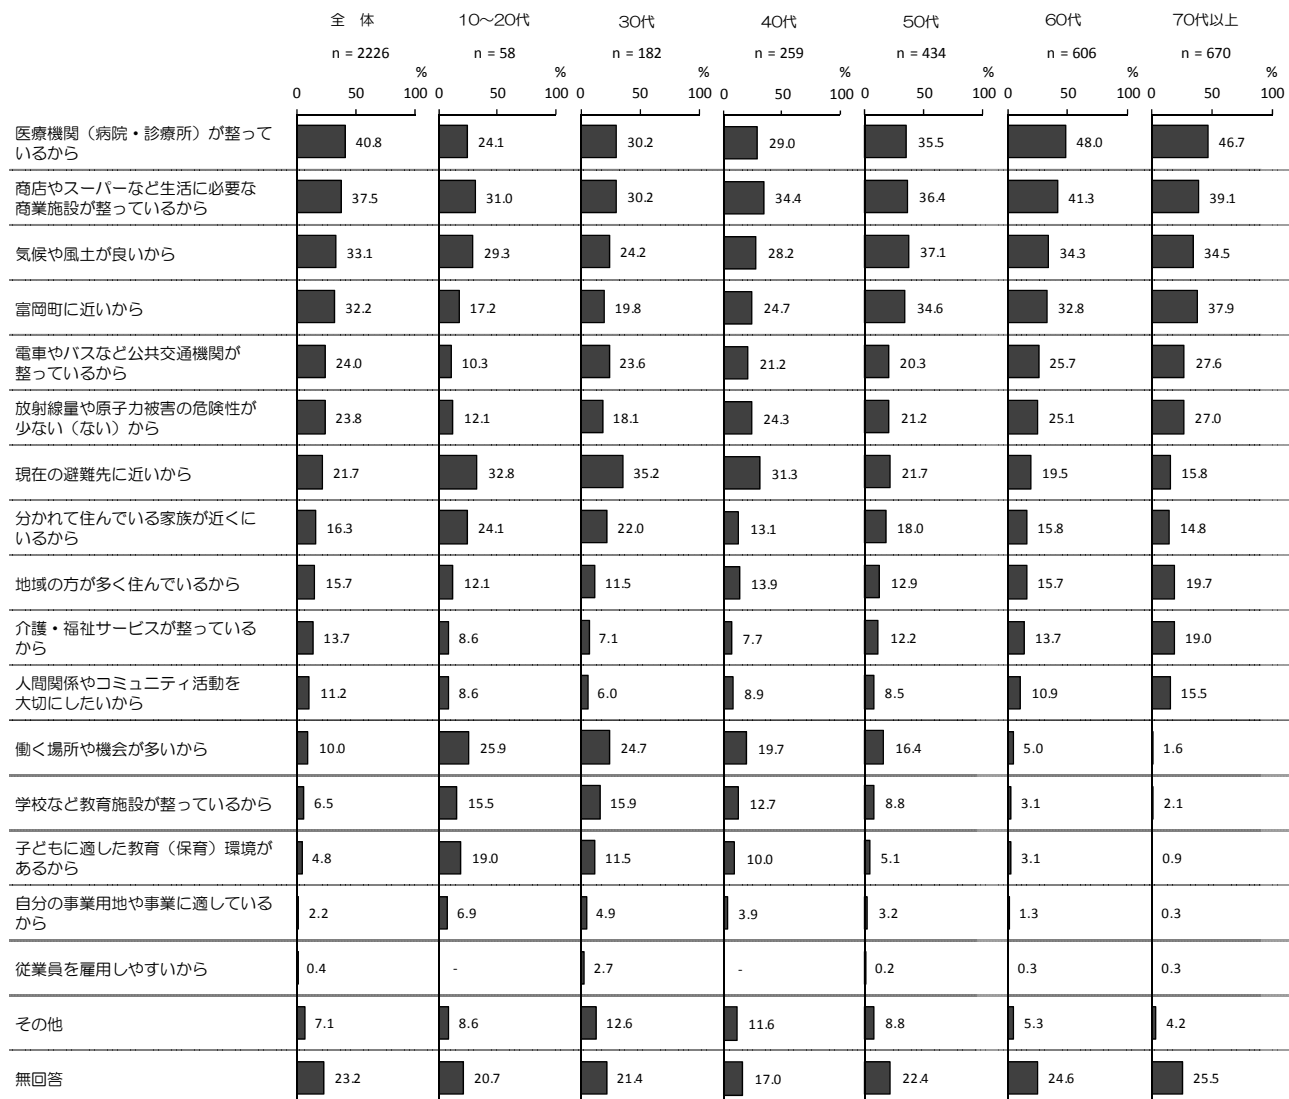 全　体 10〜20代 30代 40代 50代 60代 70代以上
n = 2226 n = 58 n = 182 n = 259 n = 434 n = 606 n = 670
% % % % % % %
0 50 100 0 50 100 0 50 100 0 50 100 0 50 100 0 50 100 0 50 100
医療機関（病院・診療所）が整って
いるから
40.8 24.1 30.2 29.0 35.5 48.0 46.7
商店やスーパーなど生活に必要な
商業施設が整っているから
37.5 31.0 30.2 34.4 36.4 41.3 39.1
気候や風土が良いから 33.1 29.3 24.2 28.2 37.1 34.3 34.5
富岡町に近いから 32.2 17.2 19.8 24.7 34.6 32.8 37.9
電車やバスなど公共交通機関が
整っているから
24.0 10.3 23.6 21.2 20.3 25.7 27.6
放射線量や原子力被害の危険性が
少ない（ない）から
23.8 12.1 18.1 24.3 21.2 25.1 27.0
現在の避難先に近いから 21.7 32.8 35.2 31.3 21.7 19.5 15.8
分かれて住んでいる家族が近くに
いるから
16.3 24.1 22.0 13.1 18.0 15.8 14.8
地域の方が多く住んでいるから 15.7 12.1 11.5 13.9 12.9 15.7 19.7
介護・福祉サービスが整っている
から
13.7 8.6 7.1 7.7 12.2 13.7 19.0
人間関係やコミュニティ活動を
大切にしたいから
11.2 8.6 6.0 8.9 8.5 10.9 15.5
働く場所や機会が多いから 10.0 25.9 24.7 19.7 16.4 5.0 1.6
学校など教育施設が整っているから 6.5 15.5 15.9 12.7 8.8 3.1 2.1
子どもに適した教育（保育）環境が
あるから
4.8 19.0 11.5 10.0 5.1 3.1 0.9
自分の事業用地や事業に適している
から
2.2 6.9 4.9 3.9 3.2 1.3 0.3
従業員を雇用しやすいから 0.4 - 2.7 - 0.2 0.3 0.3
その他 7.1 8.6 12.6 11.6 8.8 5.3 4.2
無回答 23.2 20.7 21.4 17.0 22.4 24.6 25.5